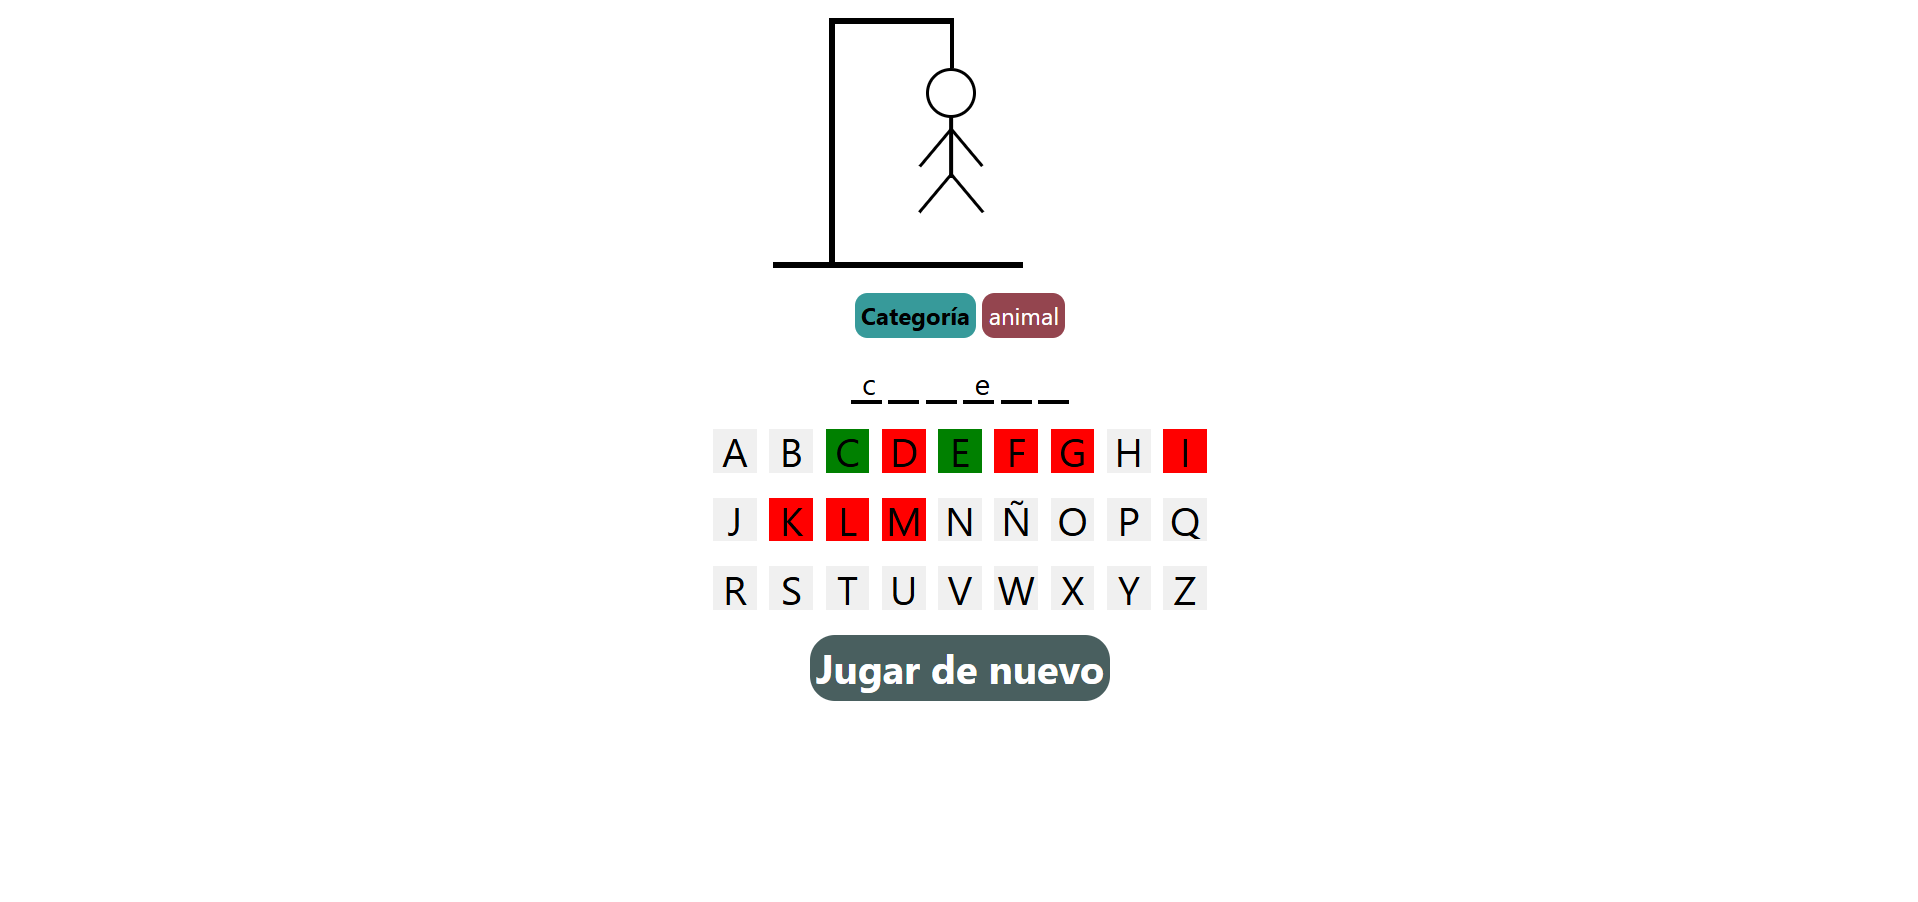 Categoría animal
c _ _ e _ _
A B C D E F G H I
J K L M N Ñ O P Q
R S T U V W X Y Z
Jugar de nuevo